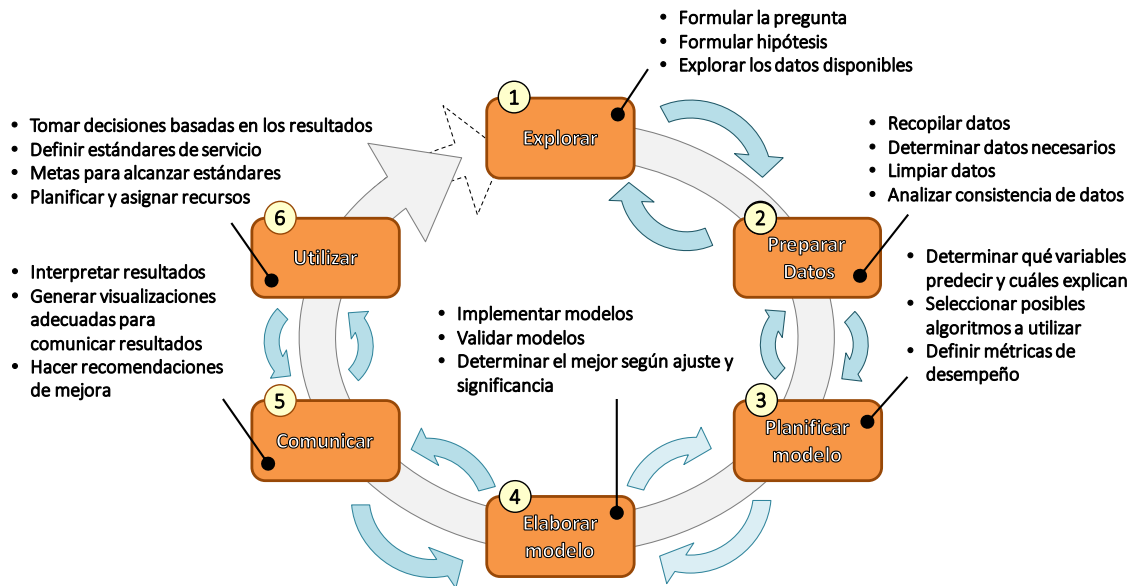 1
Explorar
• Formular la pregunta
• Formular hipótesis
• Explorar los datos disponibles
2
Preparar
Datos
• Recopilar datos
• Determinar datos necesarios
• Limpiar datos
• Analizar consistencia de datos
3
Planificar
modelo
• Determinar qué variables
predecir y cuáles explican
• Seleccionar posibles
algoritmos a utilizar
• Definir métricas de
desempeño
4
Elaborar
modelo
• Implementar modelos
• Validar modelos
• Determinar el mejor según ajuste y
significancia
5
Comunicar
• Interpretar resultados
• Generar visualizaciones
adecuadas para
comunicar resultados
• Hacer recomendaciones
de mejora
6
Utilizar
• Tomar decisiones basadas en los resultados
• Definir estándares de servicio
• Metas para alcanzar estándares
• Planificar y asignar recursos